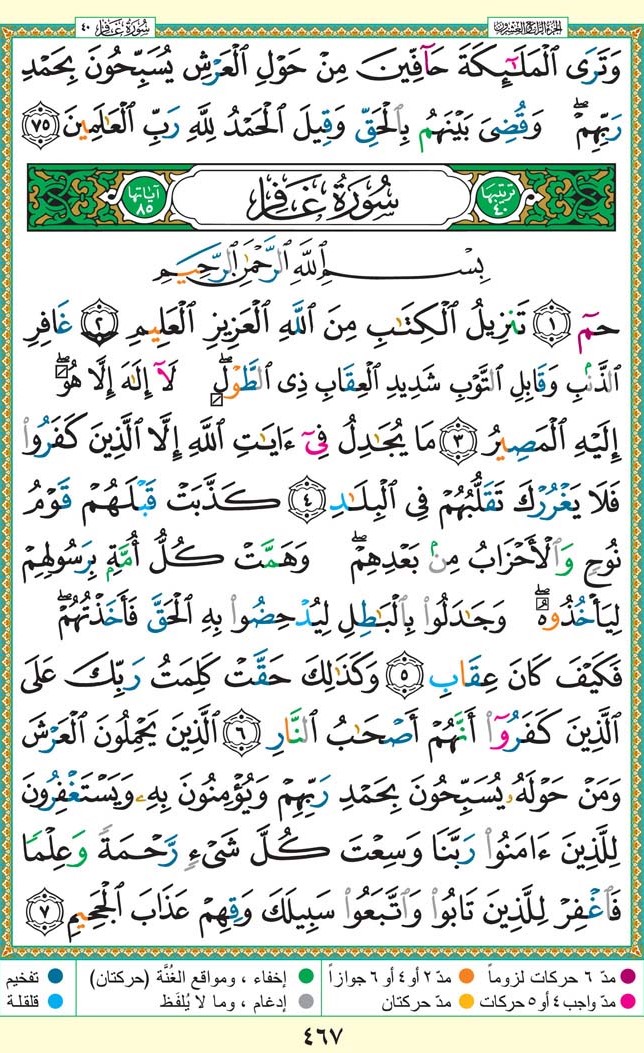 الجزء الرابع والعشرون
سُورَةُ غَافِرٍ ٤٠
وَتَرَى ٱلْمَلَٰٓئِكَةَ حَآفِّينَ مِنْ حَوْلِ ٱلْعَرْشِ يُسَبِّحُونَ بِحَمْدِ
رَبِّهِمْۖ وَقُضِىَ بَيْنَهُم بِٱلْحَقِّ وَقِيلَ ٱلْحَمْدُ لِلَّهِ رَبِّ ٱلْعَٰلَمِينَ ٧٥
ترتيبها ٤٠ سُورَةُ غَافِرٍ آياتها ٨٥
بِسْمِ ٱللَّهِ ٱلرَّحْمَٰنِ ٱلرَّحِيمِ
حمٓ ١ تَنزِيلُ ٱلْكِتَٰبِ مِنَ ٱللَّهِ ٱلْعَزِيزِ ٱلْعَلِيمِ ٢ غَافِرِ
ٱلذَّنۢبِ وَقَابِلِ ٱلتَّوْبِ شَدِيدِ ٱلْعِقَابِ ذِى ٱلطَّوْلِۖ لَآ إِلَٰهَ إِلَّا هُوَۖ
إِلَيْهِ ٱلْمَصِيرُ ٣ مَا يُجَٰدِلُ فِىٓ ءَايَٰتِ ٱللَّهِ إِلَّا ٱلَّذِينَ كَفَرُوا۟
فَلَا يَغْرُرْكَ تَقَلُّبُهُمْ فِى ٱلْبِلَٰدِ ٤ كَذَّبَتْ قَبْلَهُمْ قَوْمُ
نُوحٍ وَٱلْأَحْزَابُ مِنۢ بَعْدِهِمْۖ وَهَمَّتْ كُلُّ أُمَّةٍۭ بِرَسُولِهِمْ
لِيَأْخُذُوهُۖ وَجَٰدَلُوا۟ بِٱلْبَٰطِلِ لِيُدْحِضُوا۟ بِهِ ٱلْحَقَّ فَأَخَذْتُهُمْۖ
فَكَيْفَ كَانَ عِقَابِ ٥ وَكَذَٰلِكَ حَقَّتْ كَلِمَتُ رَبِّكَ عَلَى
ٱلَّذِينَ كَفَرُوٓا۟ أَنَّهُمْ أَصْحَٰبُ ٱلنَّارِ ٦ ٱلَّذِينَ يَحْمِلُونَ ٱلْعَرْشَ
وَمَنْ حَوْلَهُۥ يُسَبِّحُونَ بِحَمْدِ رَبِّهِمْ وَيُؤْمِنُونَ بِهِۦ وَيَسْتَغْفِرُونَ
لِلَّذِينَ ءَامَنُوا۟ رَبَّنَا وَسِعْتَ كُلَّ شَىْءٍ رَّحْمَةً وَعِلْمًا
فَٱغْفِرْ لِلَّذِينَ تَابُوا۟ وَٱتَّبَعُوا۟ سَبِيلَكَ وَقِهِمْ عَذَابَ ٱلْجَحِيمِ ٧
مدّ ٦ حركات لزوماً مدّ ٢ أو ٤ أو ٦ جوازاً إخفاء ، ومواقع الغُنَّة (حركتان) تفخيم
مدّ واجب ٤ أو ٥ حركات مدّ حركتان إدغام ، وما لا يُلفَظ قلقلة
٤٦٧